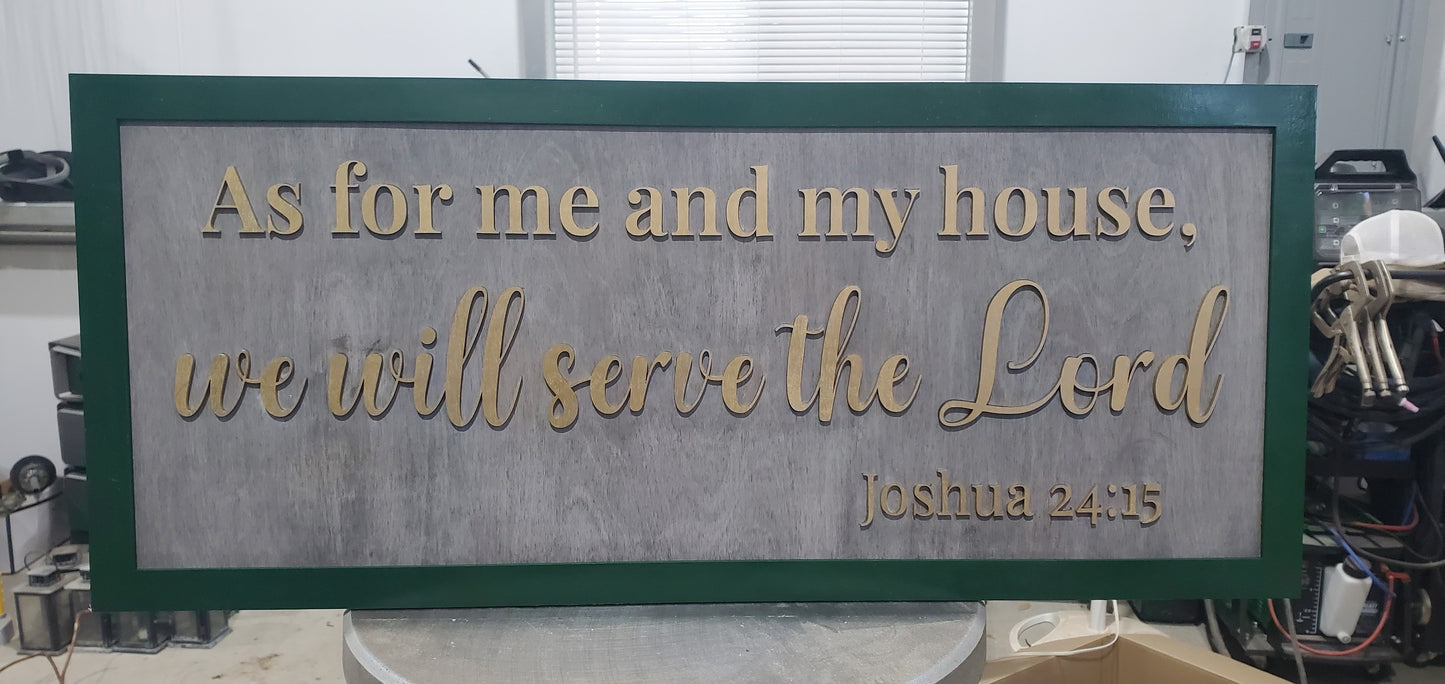 As for me and my house,
we will serve the Lord
Joshua 24:15